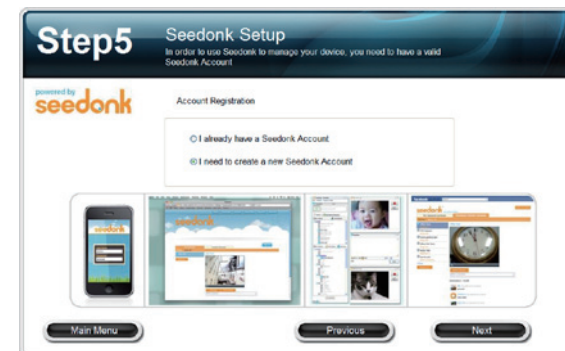 Step5
Seedonk Setup
In order to use Seedonk to manage your device, you need to have a valid
Seedonk Account
powered by
seedonk
Account Registration
I already have a Seedonk Account
I need to create a new Seedonk Account
seedonk
seedonk
Main Menu
Previous
Next